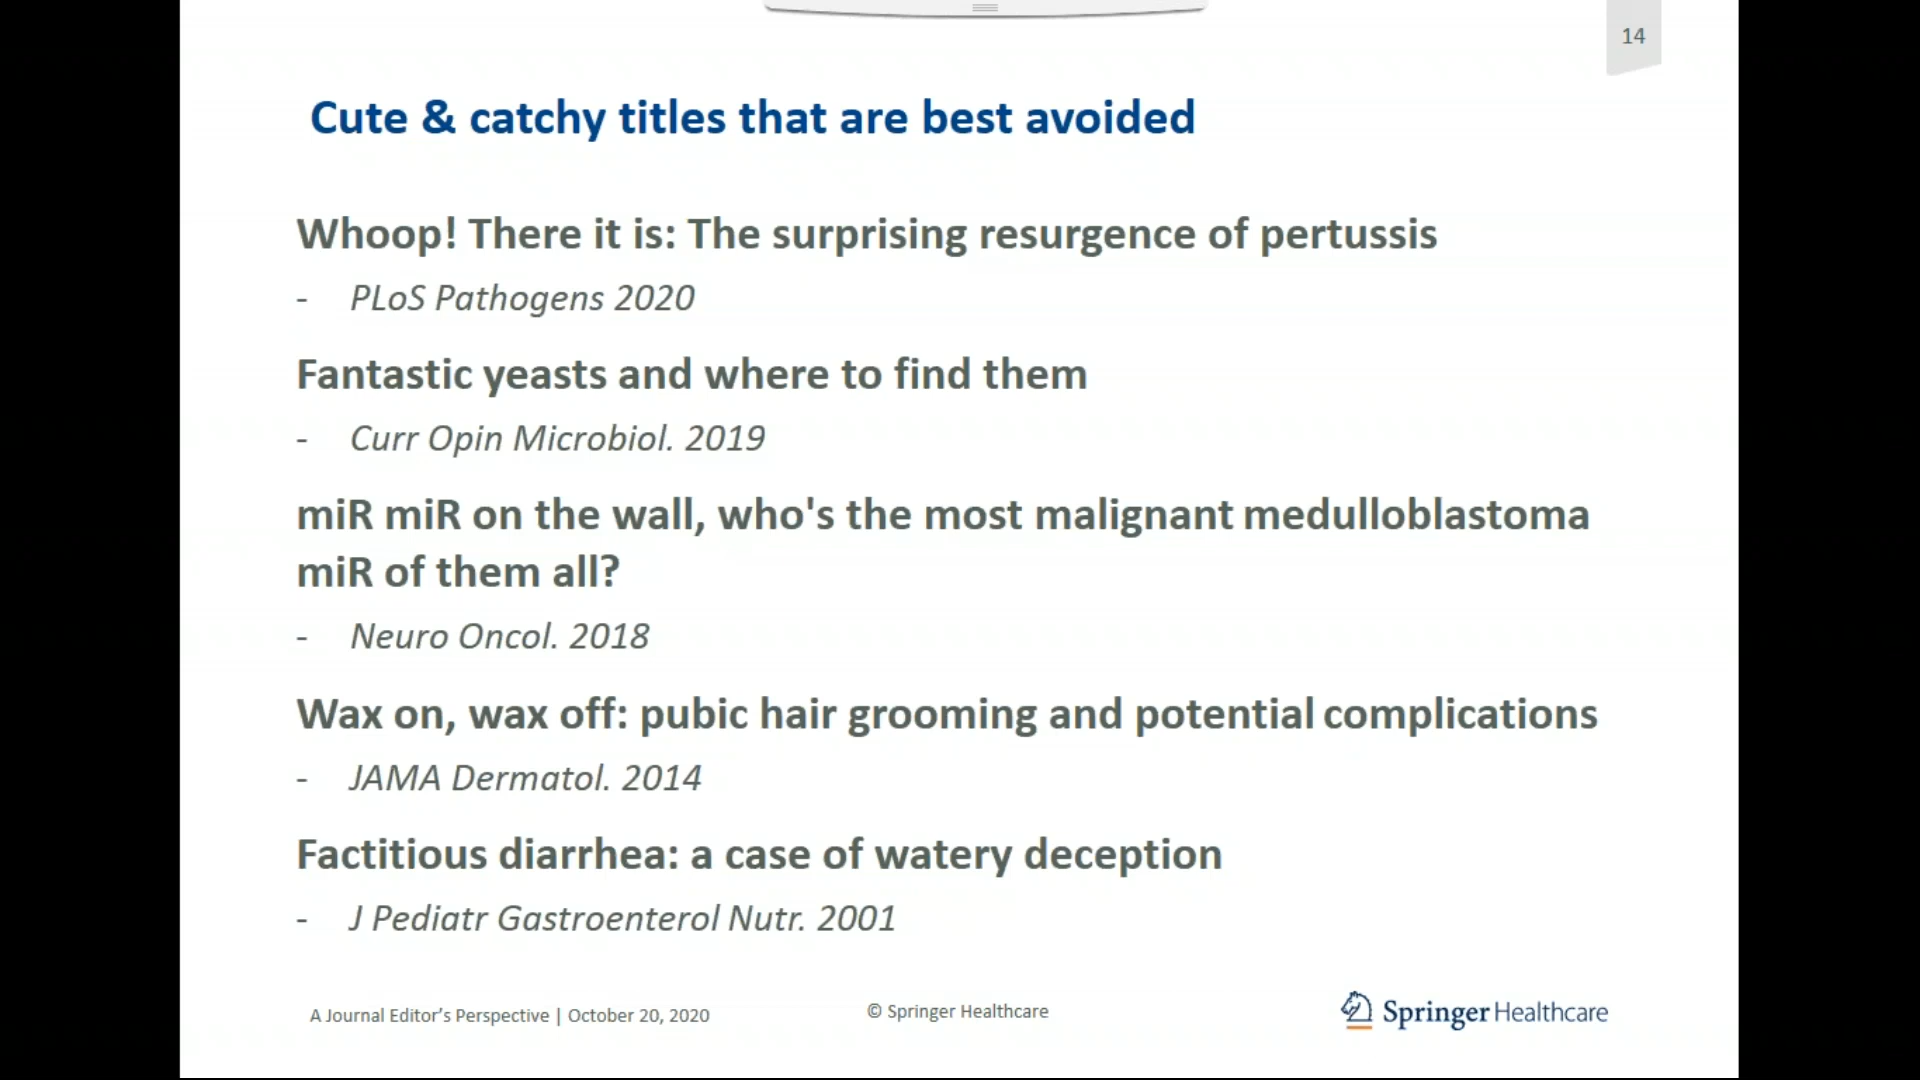 14
Cute & catchy titles that are best avoided
Whoop! There it is: The surprising resurgence of pertussis
- PLoS Pathogens 2020
Fantastic yeasts and where to find them
- Curr Opin Microbiol. 2019
miR miR on the wall, who's the most malignant medulloblastoma
miR of them all?
- Neuro Oncol. 2018
Wax on, wax off: pubic hair grooming and potential complications
- JAMA Dermatol. 2014
Factitious diarrhea: a case of watery deception
- J Pediatr Gastroenterol Nutr. 2001
A Journal Editor’s Perspective | October 20, 2020
© Springer Healthcare
Springer Healthcare